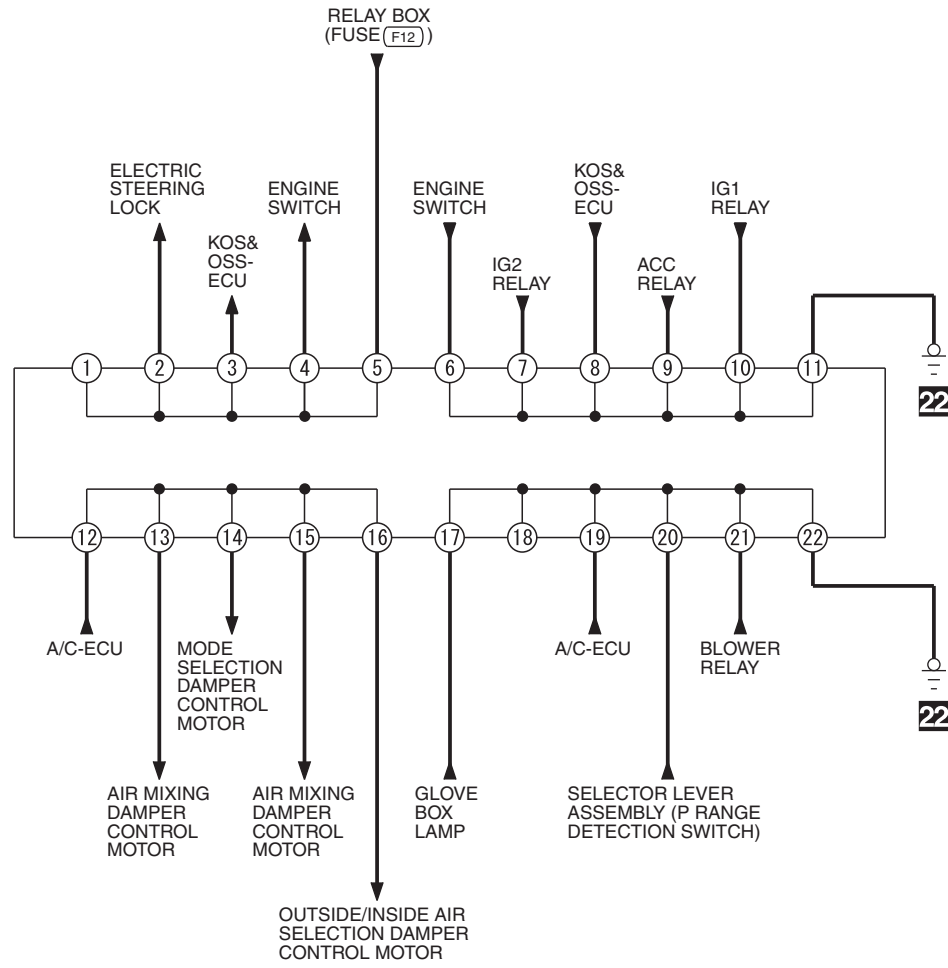 RELAY BOX
(FUSE F12 )
ELECTRIC
STEERING
LOCK
KOS&
OSS-
ECU
ENGINE
SWITCH
ENGINE
SWITCH
IG2
RELAY
KOS&
OSS-
ECU
ACC
RELAY
IG1
RELAY
1 2 3 4 5 6 7 8 9 10 11
22
12 13 14 15 16 17 18 19 20 21 22
A/C-ECU
MODE
SELECTION
DAMPER
CONTROL
MOTOR
A/C-ECU
BLOWER
RELAY
22
AIR MIXING
DAMPER
CONTROL
MOTOR
AIR MIXING
DAMPER
CONTROL
MOTOR
GLOVE
BOX
LAMP
SELECTOR LEVER
ASSEMBLY (P RANGE
DETECTION SWITCH)
OUTSIDE/INSIDE AIR
SELECTION DAMPER
CONTROL MOTOR